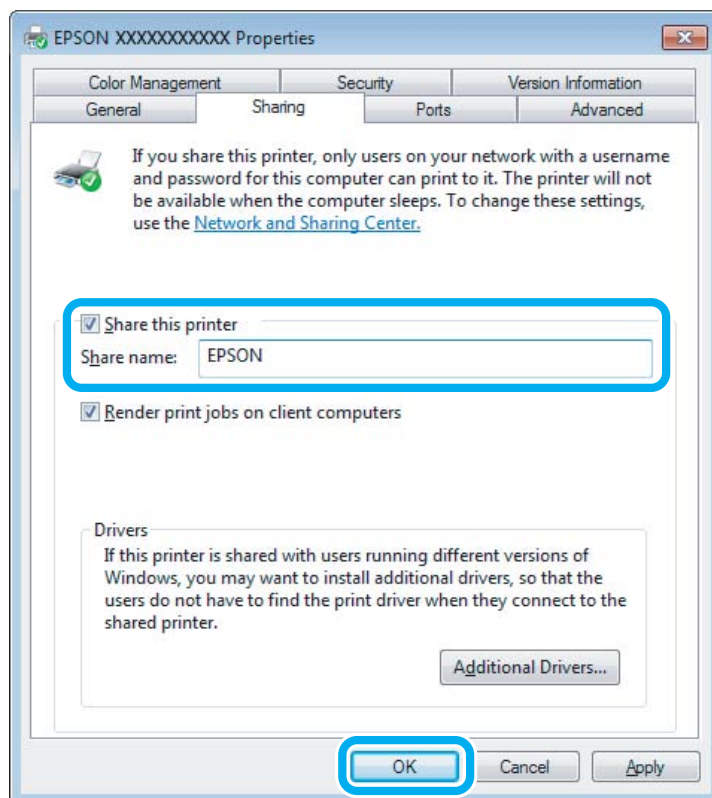 EPSON XXXXXXXXXXX Properties
Color Management Security Version Information
General Sharing Ports Advanced
If you share this printer, only users on your network with a username
and password for this computer can print to it. The printer will not
be available when the computer sleeps. To change these settings,
use the Network and Sharing Center.
Share this printer
Share name: EPSON
Render print jobs on client computers
Drivers
If this printer is shared with users running different versions of
Windows, you may want to install additional drivers, so that the
users do not have to find the print driver when they connect to the
shared printer.
Additional Drivers...
OK Cancel Apply